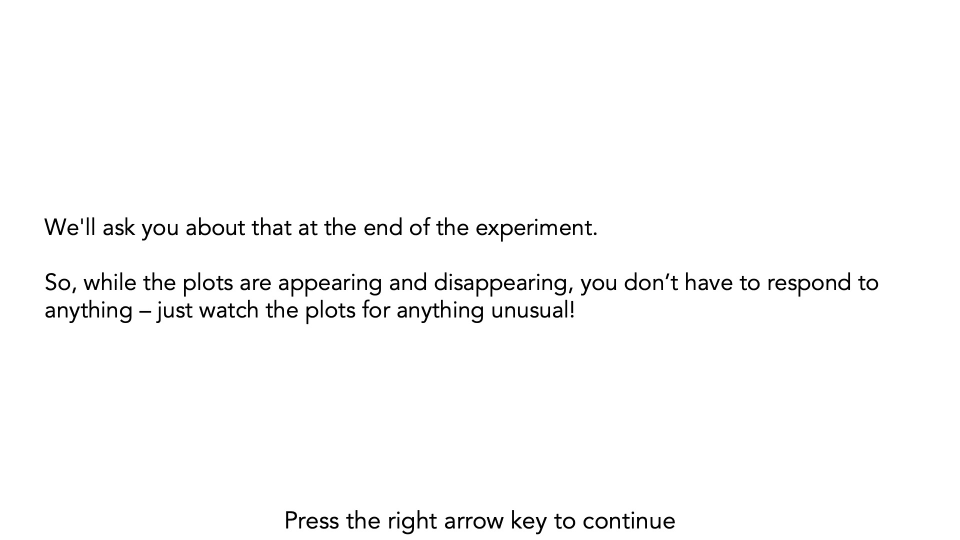 We'll ask you about that at the end of the experiment.
So, while the plots are appearing and disappearing, you don’t have to respond to
anything – just watch the plots for anything unusual!
Press the right arrow key to continue